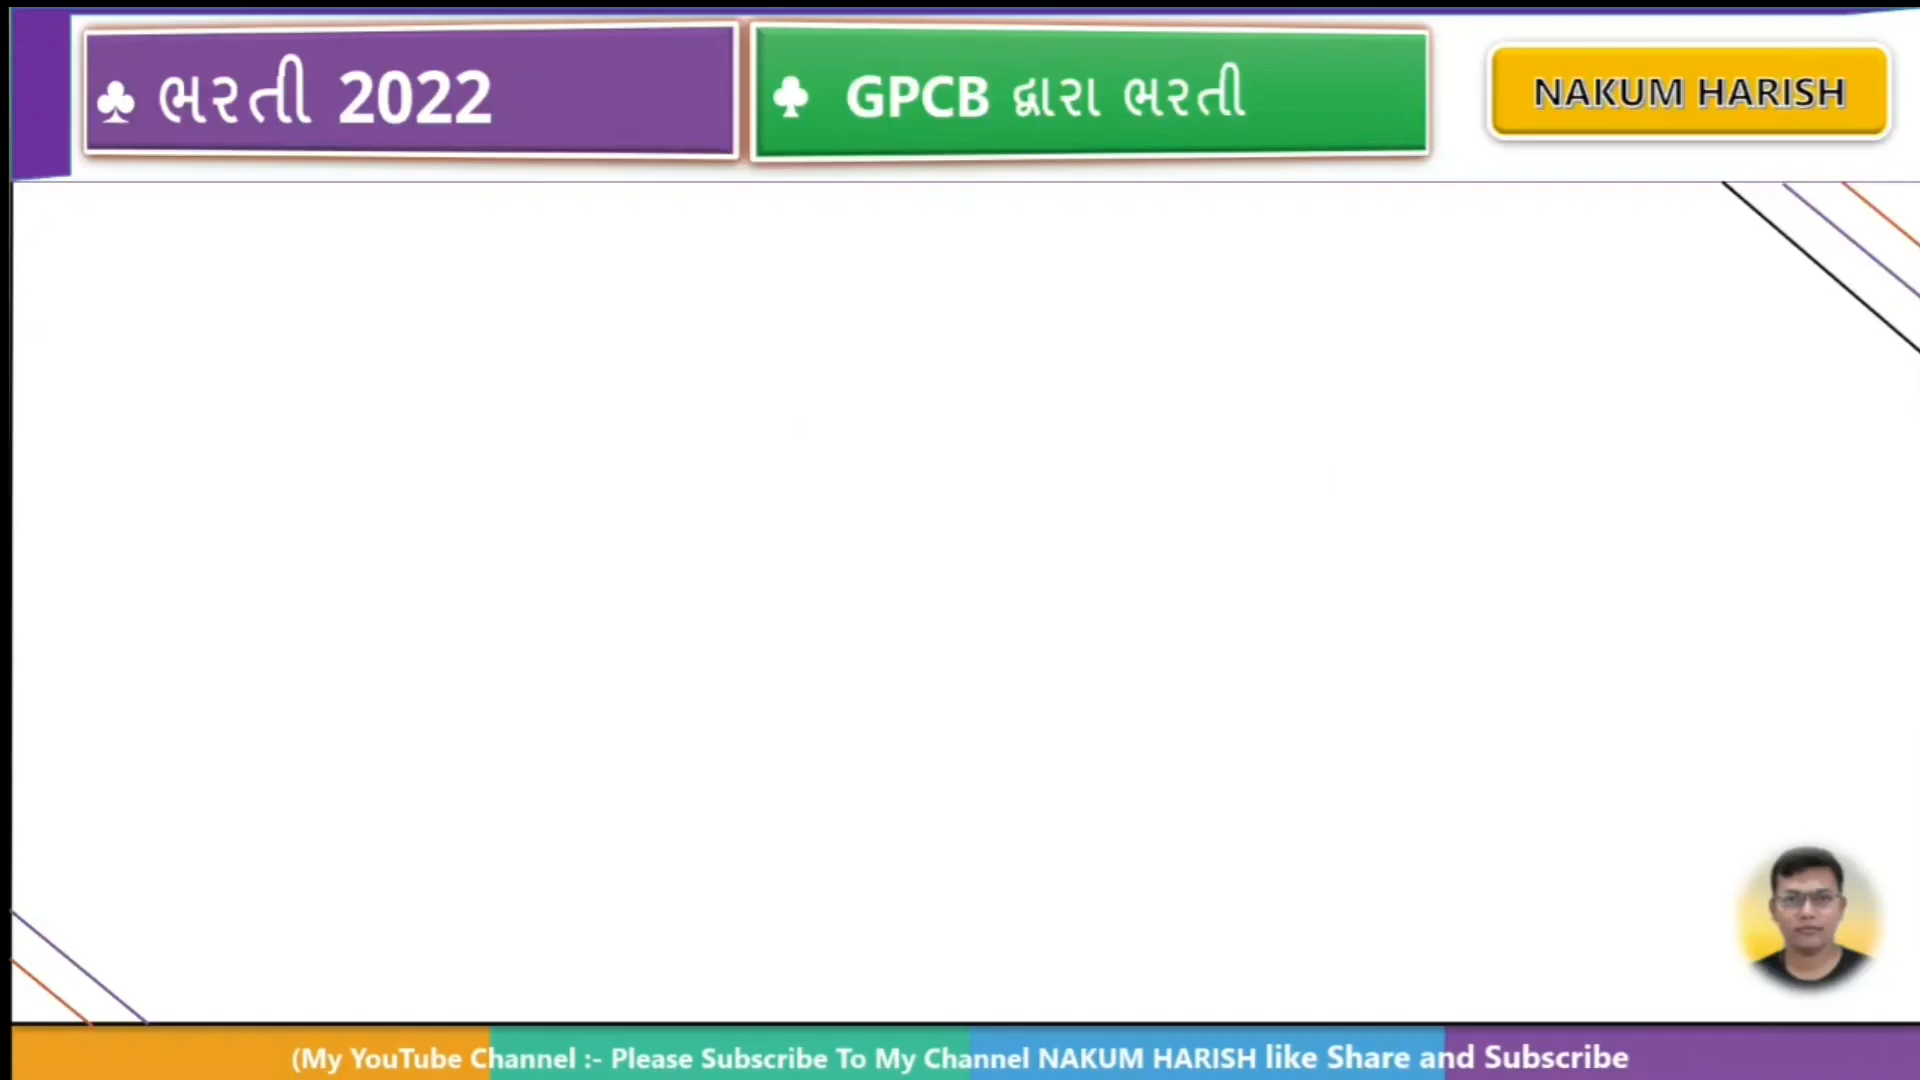 ♣ ભરતી 2022
♣ GPCB દ્વારા ભરતી
NAKUM HARISH
(My YouTube Channel :- Please Subscribe To My Channel NAKUM HARISH like Share and Subscribe